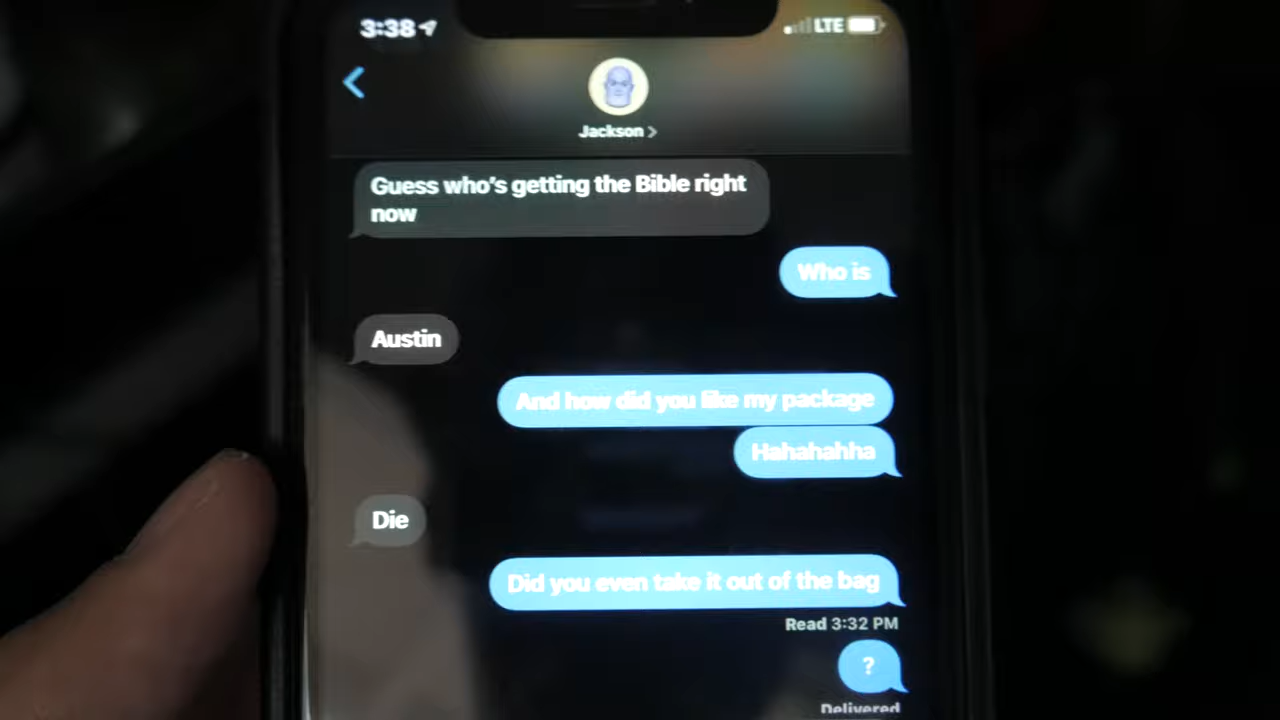 3:38
LTE
Jackson >
Guess who's getting the Bible right
now
Who is
Austin
And how did you like my package
Hahahahha
Die
Did you even take it out of the bag
Read 3:32 PM
?
Delivered